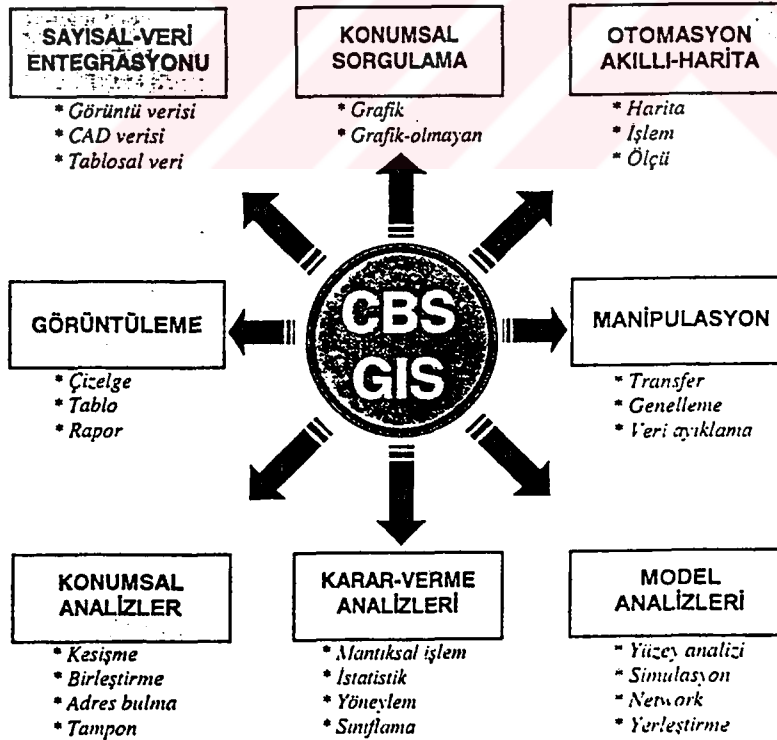 SAYISAL-VERİ
ENTEGRASYONU
* Görüntü verisi
* CAD verisi
* Tablosal veri
KONUMSAL
SORGULAMA
* Grafik
* Grafik-olmayan
OTOMASYON
AKILLI-HARİTA
* Harita
* İşlem
* Ölçü
GÖRÜNTÜLEME
* Çizelge
* Tablo
* Rapor
CBS
GIS
MANİPULASYON
* Transfer
* Genelleme
* Veri ayıklama
KONUMSAL
ANALİZLER
* Kesişme
* Birleştirme
* Adres bulma
* Tampon
KARAR-VERME
ANALİZLERİ
* Mantıksal işlem
* İstatistik
* Yöneylem
* Sınıflama
MODEL
ANALİZLERİ
* Yüzey analizi
* Simulasyon
* Network
* Yerleştirme